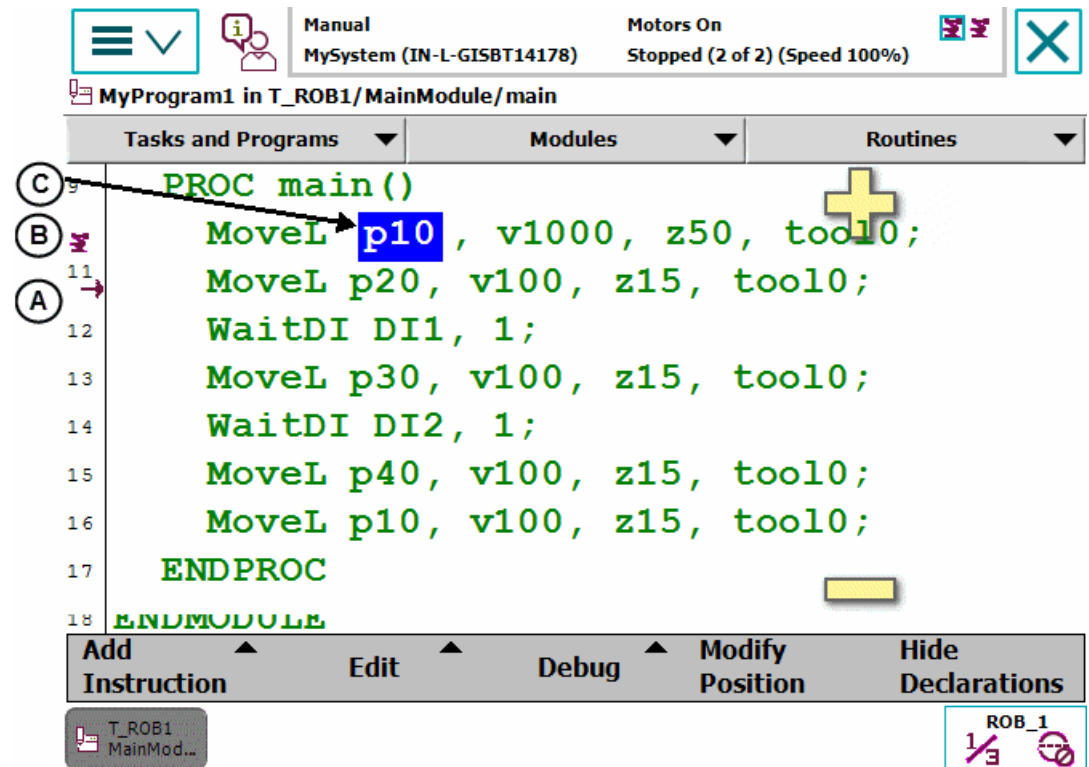 Manual Motors On
MySystem (IN-L-GISBT14178) Stopped (2 of 2) (Speed 100%)
MyProgram1 in T_ROB1/MainModule/main
Tasks and Programs Modules Routines
C 9 PROC main()
B MoveL p10 , v1000, z50, tool0;
11 MoveL p20, v100, z15, tool0;
A
12 WaitDI DI1, 1;
13 MoveL p30, v100, z15, tool0;
14 WaitDI DI2, 1;
15 MoveL p40, v100, z15, tool0;
16 MoveL p10, v100, z15, tool0;
17 ENDPROC
18 ENDMODULE
Add Instruction Edit Debug Modify Position Hide Declarations
T_ROB1 ROB_1
MainMod... 1/3